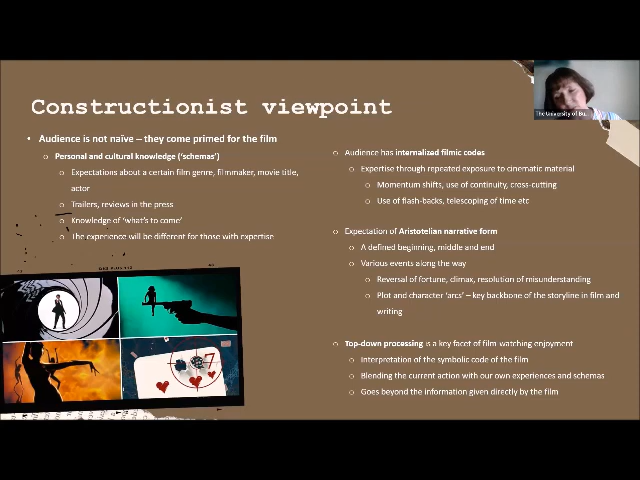 Constructionist viewpoint
• Audience is not naïve – they come primed for the film
o Personal and cultural knowledge ('schemas')
o Expectations about a certain film genre, filmmaker, movie title,
actor
o Trailers, reviews in the press
o Knowledge of 'what's to come'
o The experience will be different for those with expertise
o Audience has internalized filmic codes
o Expertise through repeated exposure to cinematic material
o Momentum shifts, use of continuity, cross-cutting
o Use of flash-backs, telescoping of time etc
o Expectation of Aristotelian narrative form
o A defined beginning, middle and end
o Various events along the way
o Reversal of fortune, climax, resolution of misunderstanding
o Plot and character 'arcs' – key backbone of the storyline in film and
writing
o Top-down processing is a key facet of film-watching enjoyment
o Interpretation of the symbolic code of the film
o Blending the current action with our own experiences and schemas
o Goes beyond the information given directly by the film
The University of Bu
7